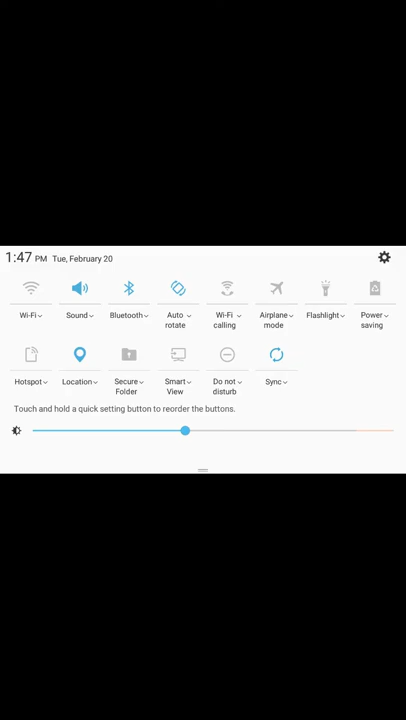 1:47 PM Tue, February 20
Wi-Fi Sound Bluetooth Auto rotate Wi-Fi calling Airplane mode Flashlight Power saving
Hotspot Location Secure Folder Smart View Do not disturb Sync
Touch and hold a quick setting button to reorder the buttons.